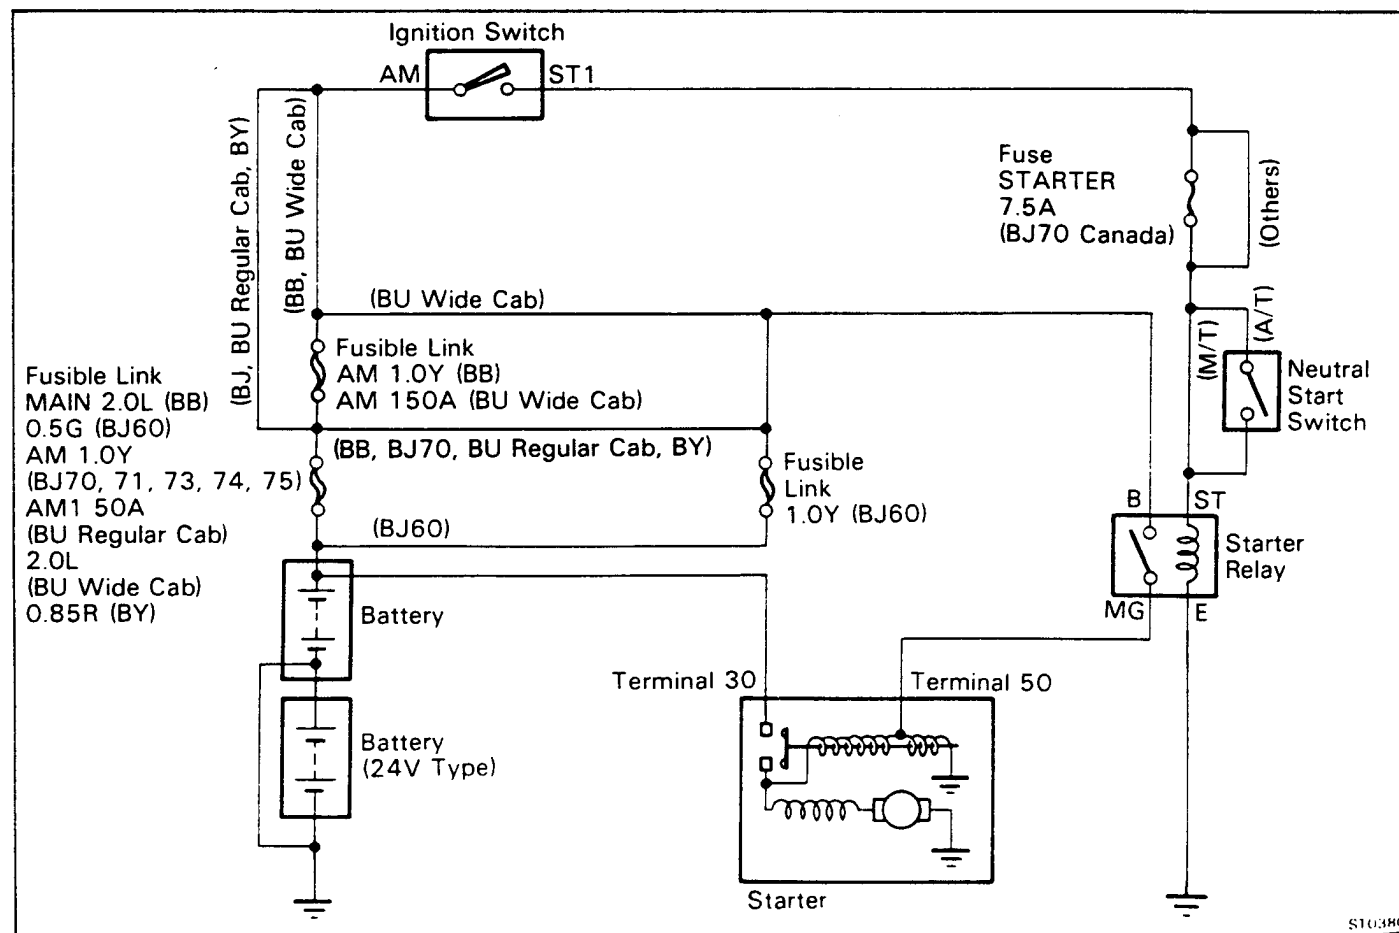 Ignition Switch
AM
ST1
(BJ, BU Regular Cab, BY)
(BB, BU Wide Cab)
Fuse
STARTER
7.5A
(BJ70 Canada)
(Others)
(BU Wide Cab)
(M/T)
(A/T)
Fusible Link
AM 1.0Y (BB)
AM 150A (BU Wide Cab)
Neutral
Start
Switch
Fusible Link
MAIN 2.0L (BB)
0.5G (BJ60)
AM 1.0Y
(BJ70, 71, 73, 74, 75)
AM1 50A
(BU Regular Cab)
2.0L
(BU Wide Cab)
0.85R (BY)
(BB, BJ70, BU Regular Cab, BY)
Fusible
Link
1.0Y (BJ60)
(BJ60)
B
ST
Starter
Relay
MG
E
Battery
Terminal 30
Terminal 50
Battery
(24V Type)
Starter